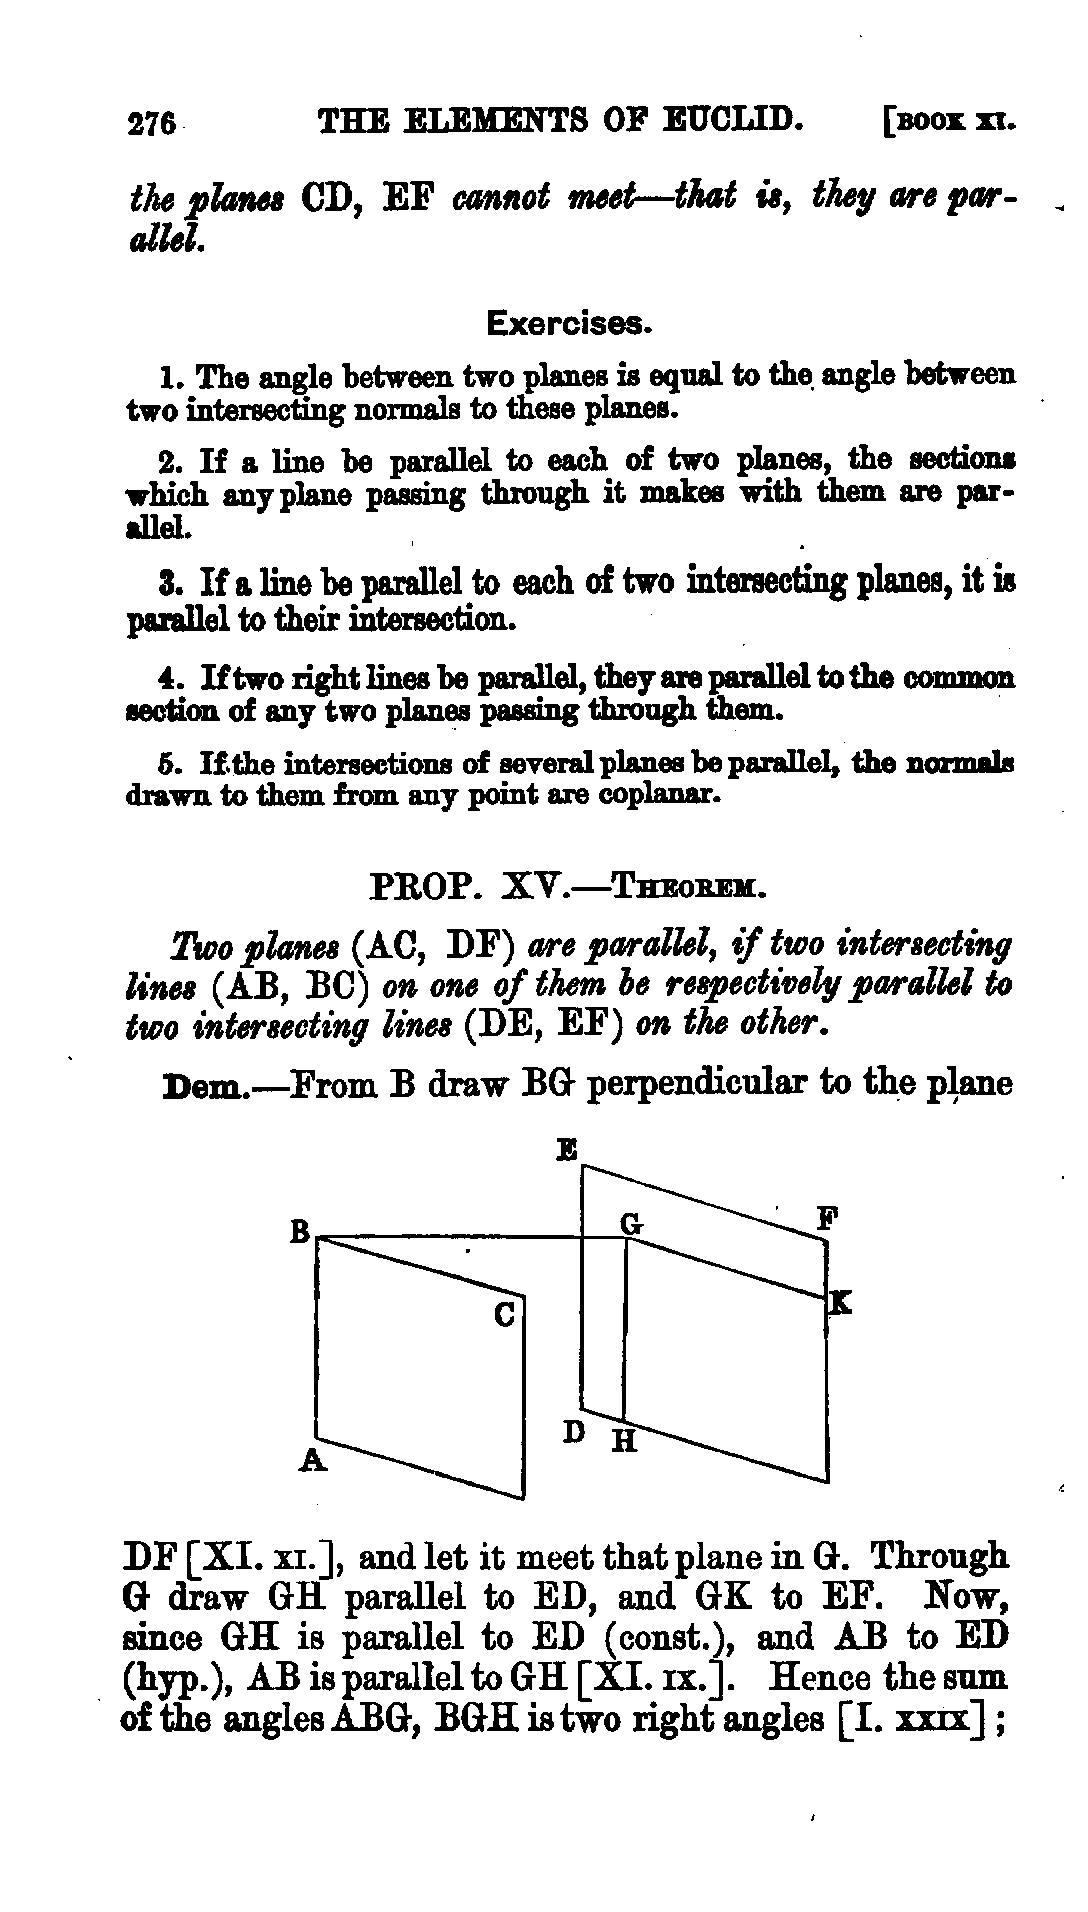 276 THE ELEMENTS OF EUCLID. [BOOK XI.
the planes CD, EF cannot meet—that is, they are par-
allel.
Exercises.
1. The angle between two planes is equal to the angle between
two intersecting normals to these planes.
2. If a line be parallel to each of two planes, the sections
which any plane passing through it makes with them are par-
allel.
3. If a line be parallel to each of two intersecting planes, it is
parallel to their intersection.
4. If two right lines be parallel, they are parallel to the common
section of any two planes passing through them.
5. If the intersections of several planes be parallel, the normals
drawn to them from any point are coplanar.
PROP. XV.—THEOREM.
Two planes (AC, DF) are parallel, if two intersecting
lines (AB, BC) on one of them be respectively parallel to
two intersecting lines (DE, EF) on the other.
Dem.—From B draw BG perpendicular to the plane
E
F
G
B
K
C
D
H
A
DF [XI. XI.], and let it meet that plane in G. Through
G draw GH parallel to ED, and GK to EF. Now,
since GH is parallel to ED (const.), and AB to ED
(hyp.), AB is parallel to GH [XI. IX.]. Hence the sum
of the angles ABG, BGH is two right angles [I. XXIX] ;